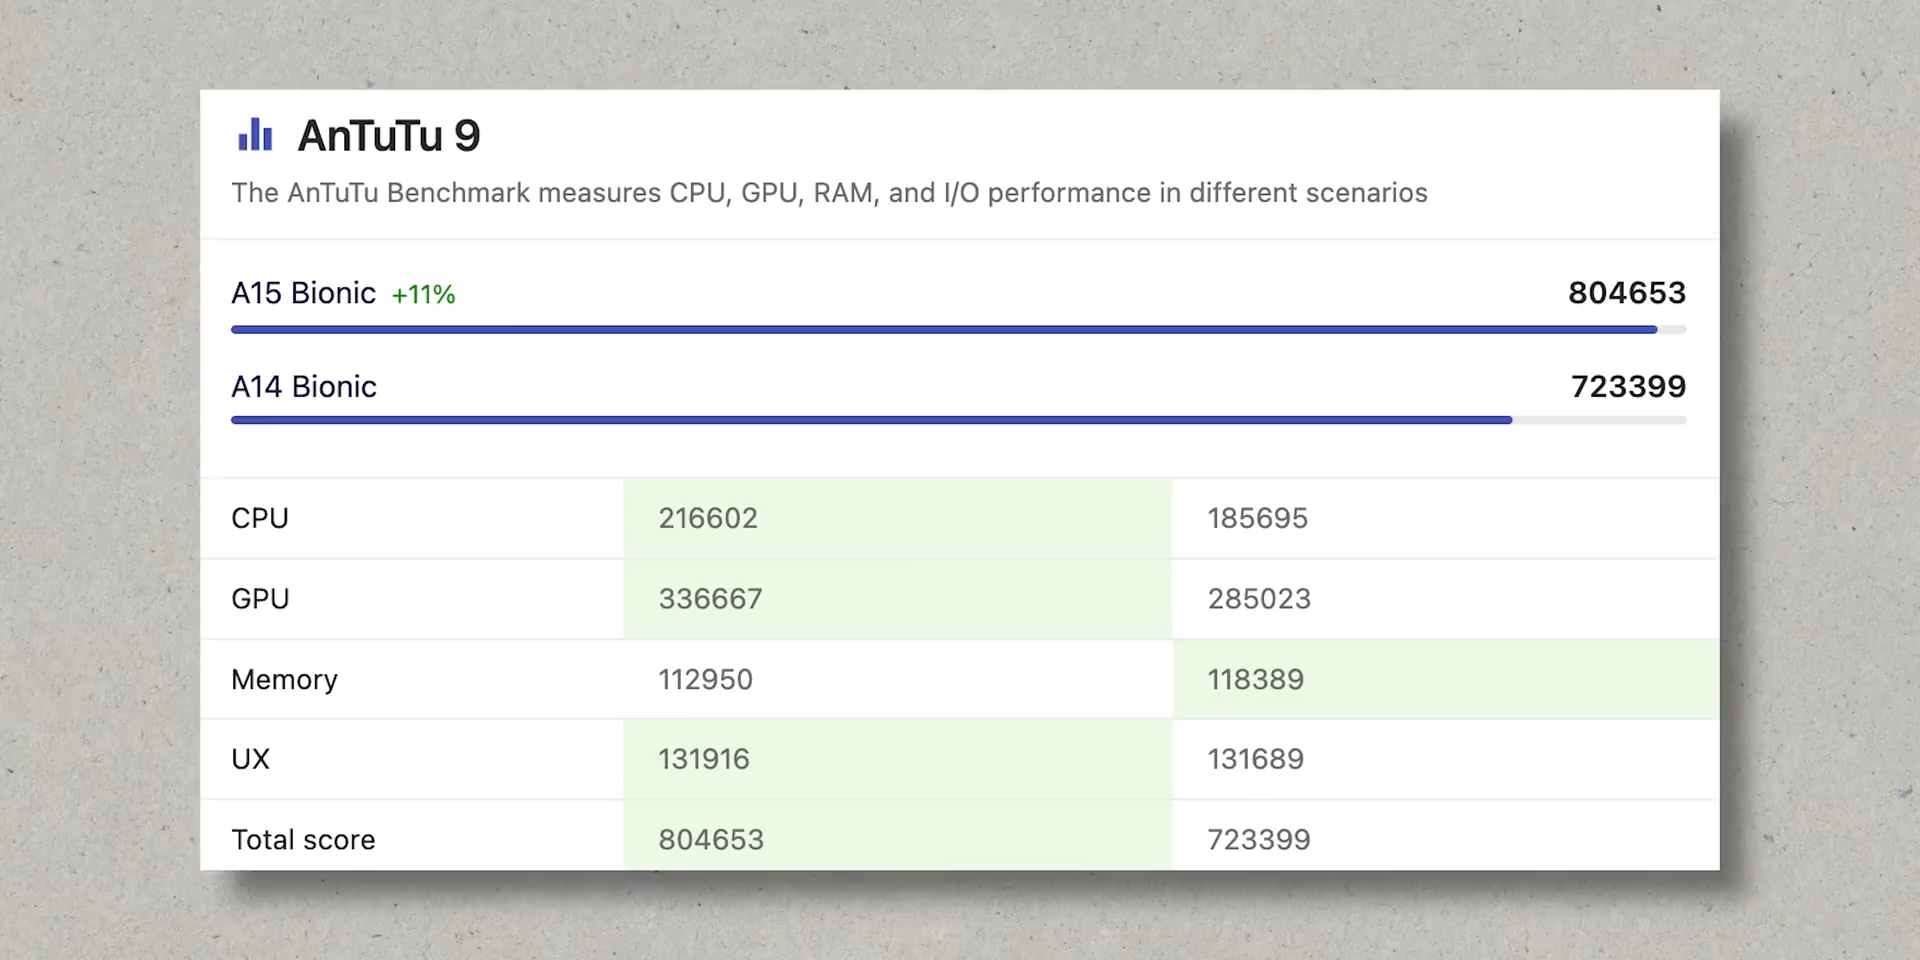 AnTuTu 9
The AnTuTu Benchmark measures CPU, GPU, RAM, and I/O performance in different scenarios
A15 Bionic +11% 804653
A14 Bionic 723399
CPU 216602 185695
GPU 336667 285023
Memory 112950 118389
UX 131916 131689
Total score 804653 723399